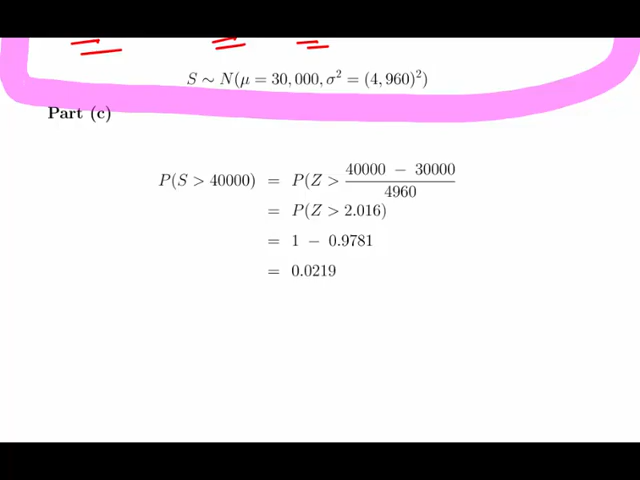 S ∼ N(μ = 30, 000, σ² = (4, 960)²)
Part (c)
P(S > 40000) = P(Z > (40000 − 30000)/4960
= P(Z > 2.016)
= 1 − 0.9781
= 0.0219